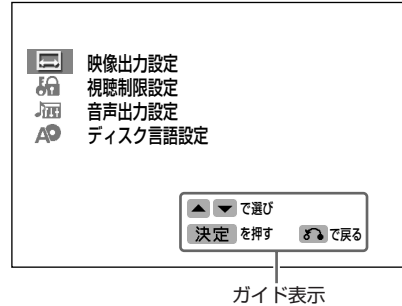 映像出力設定
視聴制限設定
音声出力設定
ディスク言語設定
▲ ▼ で選び
決定 を押す で戻る
ガイド表示